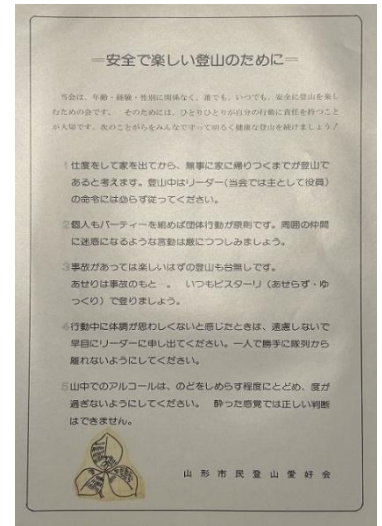 ＝安全で楽しい登山のために＝
当会は、年齢・経験・性別に関係なく、誰でも、いつでも、安全に登山を楽し
むための会です。 そのためには、ひとりひとりが自分の行動に責任を持つこと
が大切です。次のことがらをみんなで守って明るく健康な登山を続けましょう！
1 仕度をして家を出てから、無事に家に帰りつくまでが登山で
あると考えます。登山中はリーダー（当会では主として役員）
の命令には必らず従ってください。
2 個人もパーティーを組めば団体行動が原則です。周囲の仲間
に迷惑になるような言動は厳につつしみましょう。
3 事故があっては楽しいはずの登山も台無しです。
あせりは事故のもと―。 いつもビスターリ（あせらず・ゆ
っくり）で登りましょう。
4 行動中に体調が思わしくないと感じたときは、遠慮しないで
早目にリーダーに申し出てください。一人で勝手に隊列から
離れないようにしてください。
5 山中でのアルコールは、のどをしめらす程度にとどめ、度が
過ぎないようにしてください。 酔った感覚では正しい判断
はできません。
山形市民登山愛好会